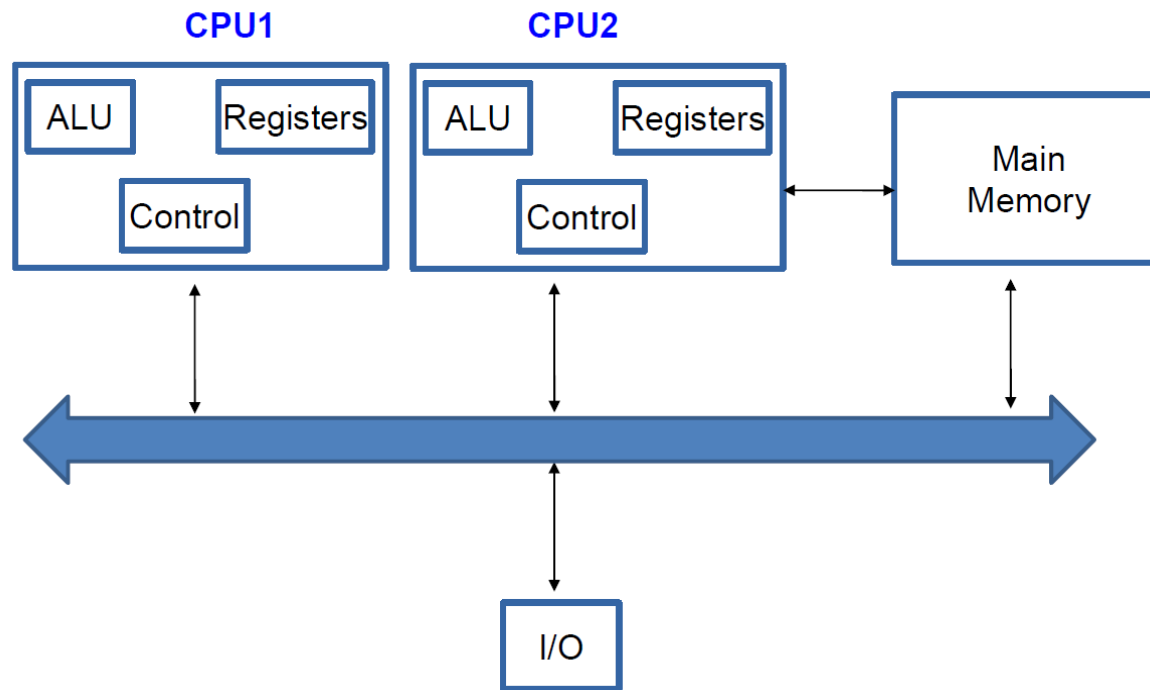 CPU1
CPU2
ALU
Registers
Control
ALU
Registers
Control
Main
Memory
I/O